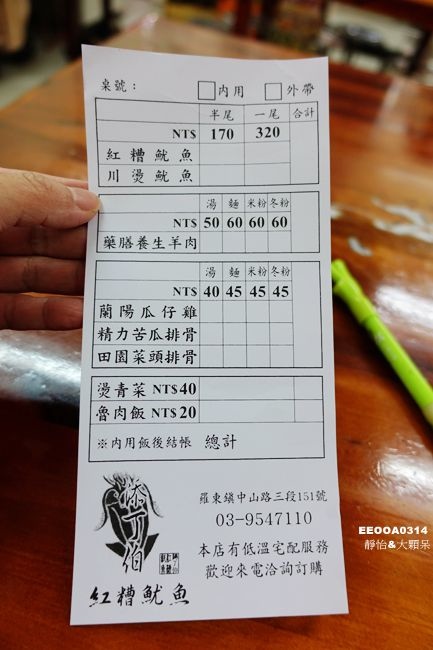 桌號：　□內用　□外帶
半尾　一尾　合計
NT$　170　320
紅糟魷魚
川燙魷魚
湯　麵　米粉　冬粉
NT$　50　60　60　60
藥膳養生羊肉
湯　麵　米粉　冬粉
NT$　40　45　45　45
蘭陽瓜仔雞
精力苦瓜排骨
田園菜頭排骨
燙青菜 NT$40
魯肉飯 NT$20
※內用飯後結帳　總計
羅東鎮中山路三段151號
03-9547110
本店有低溫宅配服務
歡迎來電洽詢訂購
紅糟魷魚
EEOOA0314
靜怡&大顆呆